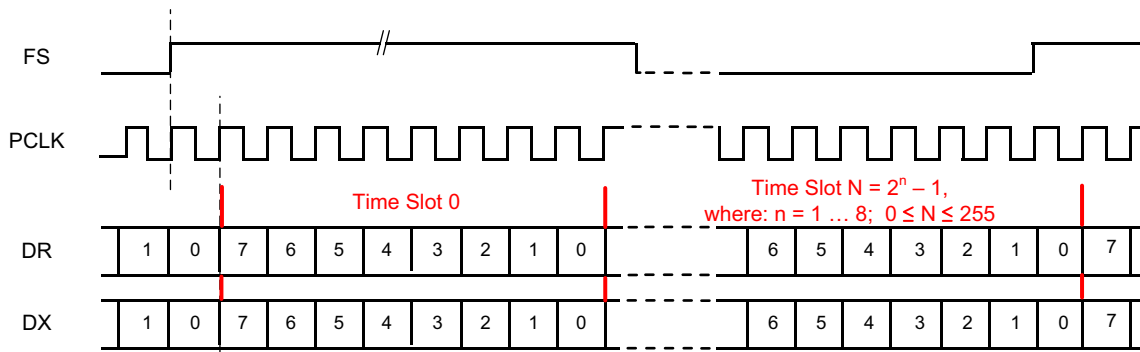 FS
PCLK
Time Slot 0
Time Slot N = 2ⁿ – 1,
where: n = 1 … 8; 0 ≤ N ≤ 255
DR 1 0 7 6 5 4 3 2 1 0 6 5 4 3 2 1 0 7
DX 1 0 7 6 5 4 3 2 1 0 6 5 4 3 2 1 0 7